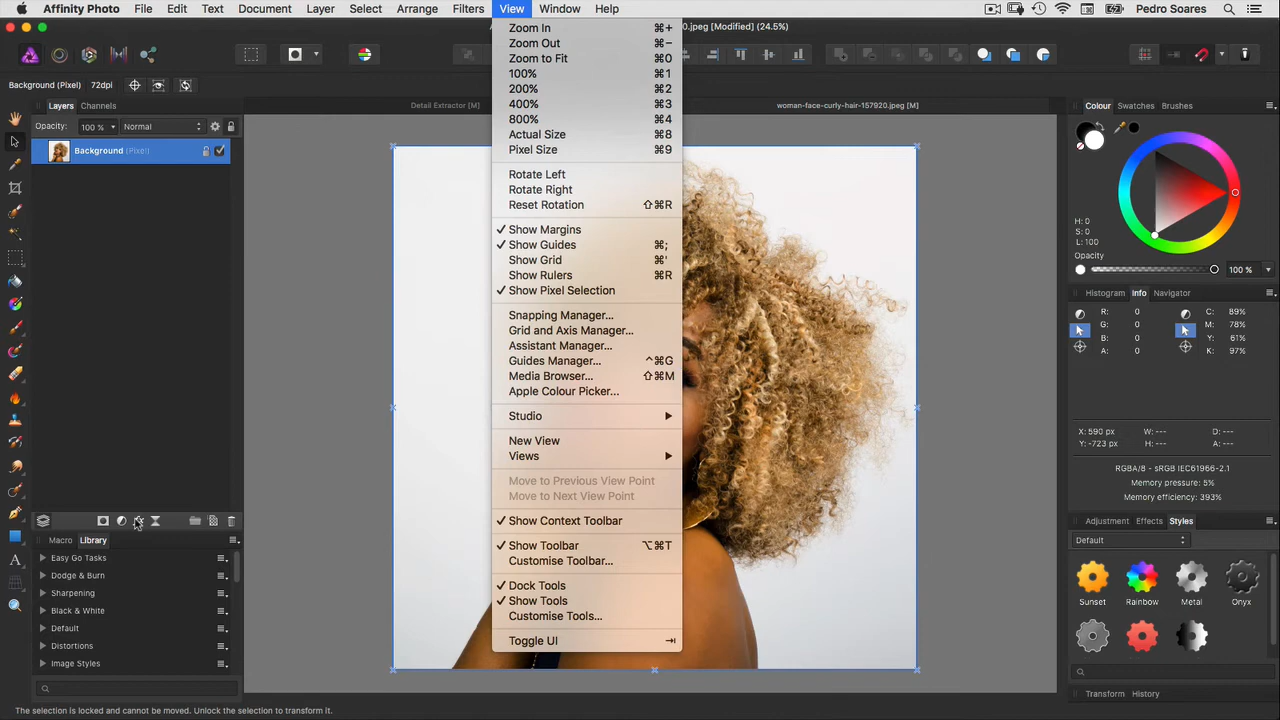 Affinity Photo File Edit Text Document Layer Select Arrange Filters View Window Help Pedro Soares
0.jpeg [Modified] (24.5%)
Background (Pixel) 72dpi
Layers Channels
Detail Extractor [M]
woman-face-curly-hair-157920.jpeg [M]
Opacity: 100 % Normal
Background (Pixel)
Zoom In ⌘+
Zoom Out ⌘−
Zoom to Fit ⌘0
100% ⌘1
200% ⌘2
400% ⌘3
800% ⌘4
Actual Size ⌘8
Pixel Size ⌘9
Rotate Left
Rotate Right
Reset Rotation ⇧⌘R
Show Margins
Show Guides ⌘;
Show Grid ⌘'
Show Rulers ⌘R
Show Pixel Selection
Snapping Manager...
Grid and Axis Manager...
Assistant Manager...
Guides Manager... ^⌘G
Media Browser... ⇧⌘M
Apple Colour Picker...
Studio
New View
Views
Move to Previous View Point
Move to Next View Point
Show Context Toolbar
Show Toolbar ⌥⌘T
Customise Toolbar...
Dock Tools
Show Tools
Customise Tools...
Toggle UI ⇥
Colour Swatches Brushes
H: 0
S: 0
L: 100
Opacity
100 %
Histogram Info Navigator
R: 0 C: 89%
G: 0 M: 78%
B: 0 Y: 61%
A: 0 K: 97%
X: 590 px W: --- D: ---
Y: -723 px H: --- A: ---
RGBA/8 - sRGB IEC61966-2.1
Memory pressure: 5%
Memory efficiency: 393%
Adjustment Effects Styles
Default
Sunset Rainbow Metal Onyx
Transform History
Macro Library
Easy Go Tasks
Dodge & Burn
Sharpening
Black & White
Default
Distortions
Image Styles
The selection is locked and cannot be moved. Unlock the selection to transform it.